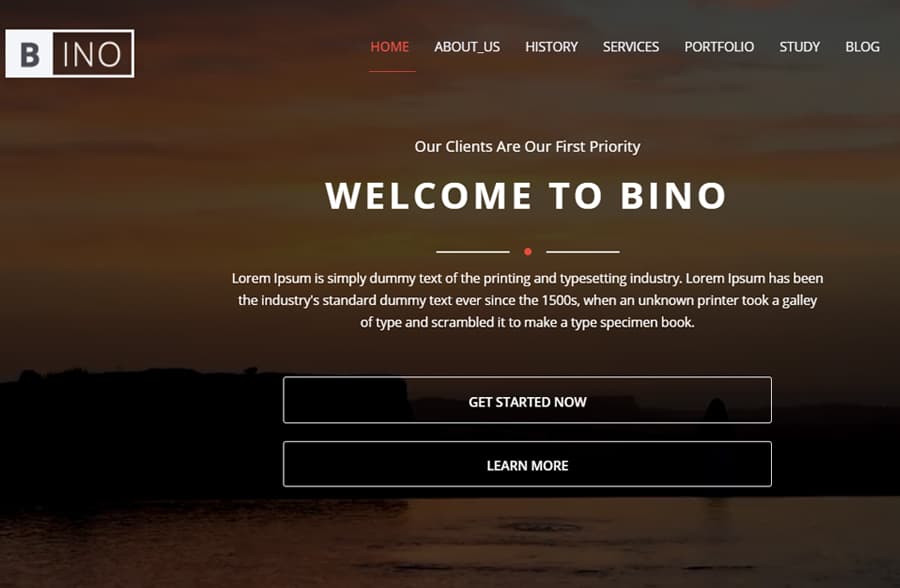 B INO
HOME ABOUT_US HISTORY SERVICES PORTFOLIO STUDY BLOG
Our Clients Are Our First Priority
WELCOME TO BINO
Lorem Ipsum is simply dummy text of the printing and typesetting industry. Lorem Ipsum has been
the industry's standard dummy text ever since the 1500s, when an unknown printer took a galley
of type and scrambled it to make a type specimen book.
GET STARTED NOW
LEARN MORE